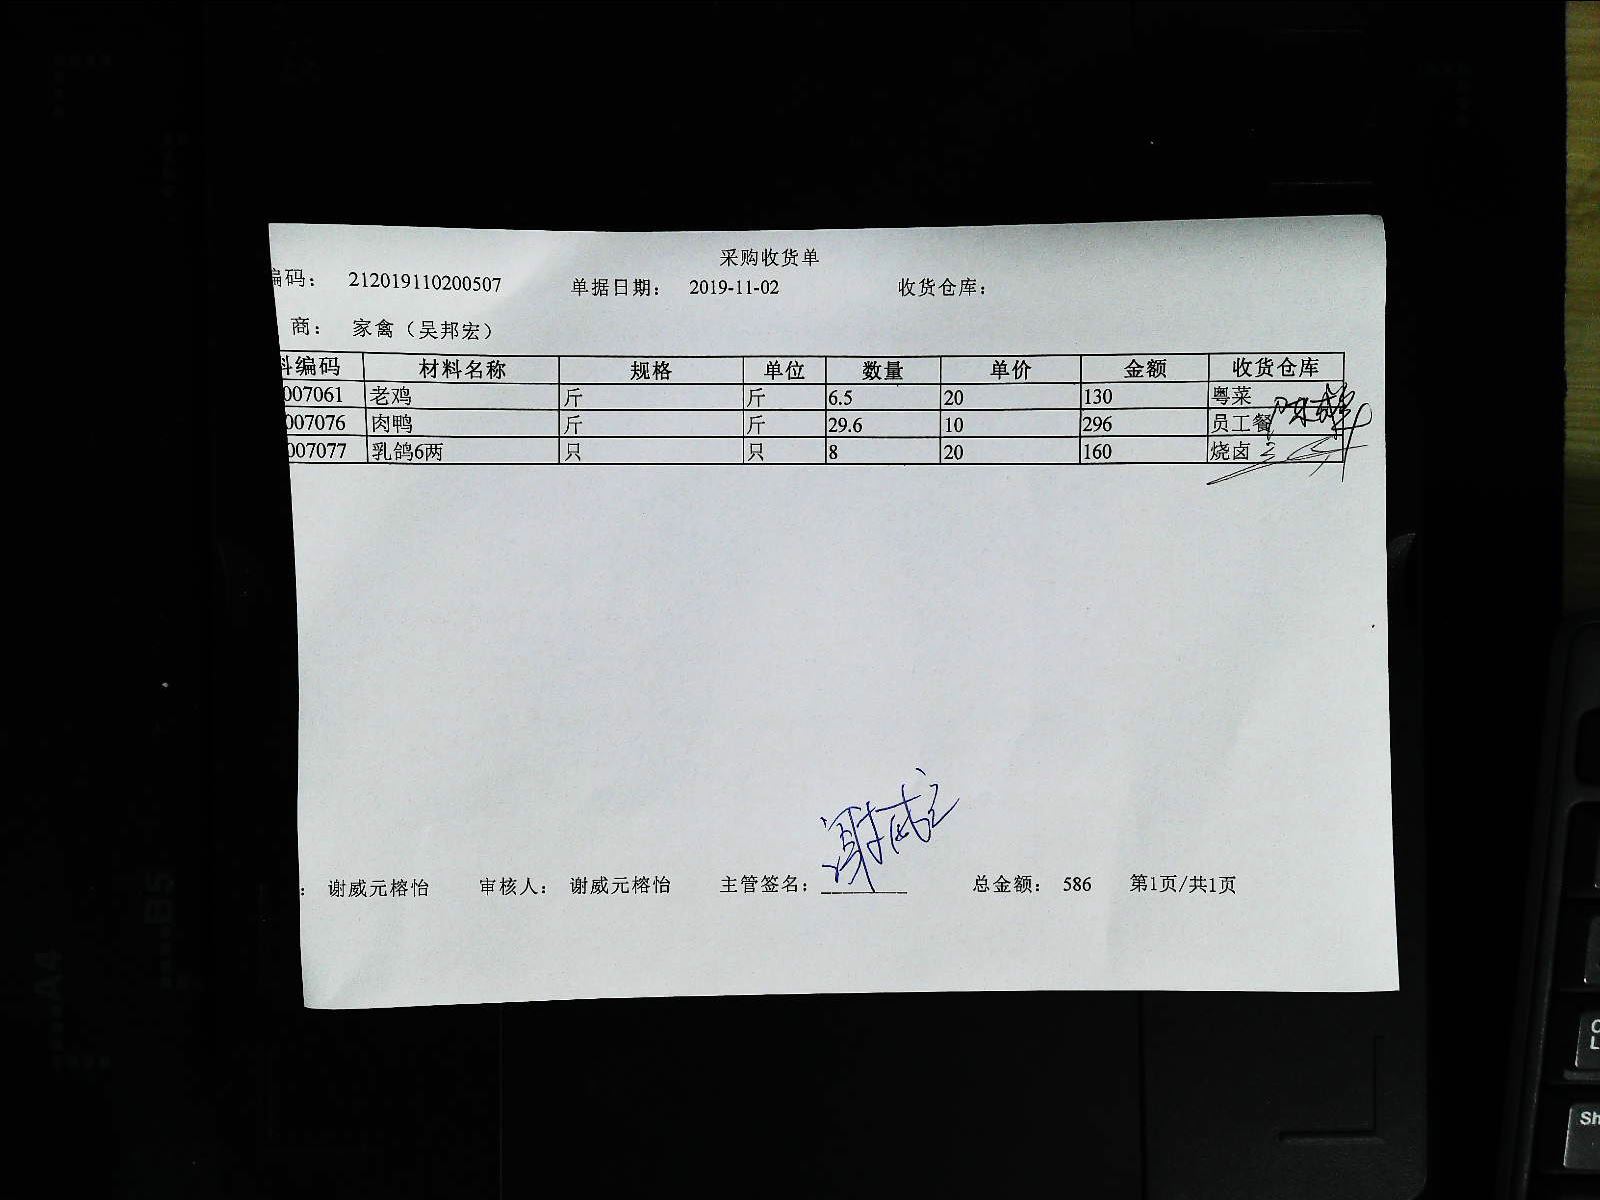 采购收货单
编码： 212019110200507 单据日期： 2019-11-02 收货仓库：
商： 家禽（吴邦宏）
料编码 材料名称 规格 单位 数量 单价 金额 收货仓库
007061 老鸡 斤 斤 6.5 20 130 粤菜
007076 肉鸭 斤 斤 29.6 10 296 员工餐
007077 乳鸽6两 只 只 8 20 160 烧卤
谢威
： 谢威元榕怡 审核人： 谢威元榕怡 主管签名： 总金额： 586 第1页/共1页
A4
B5
Sh